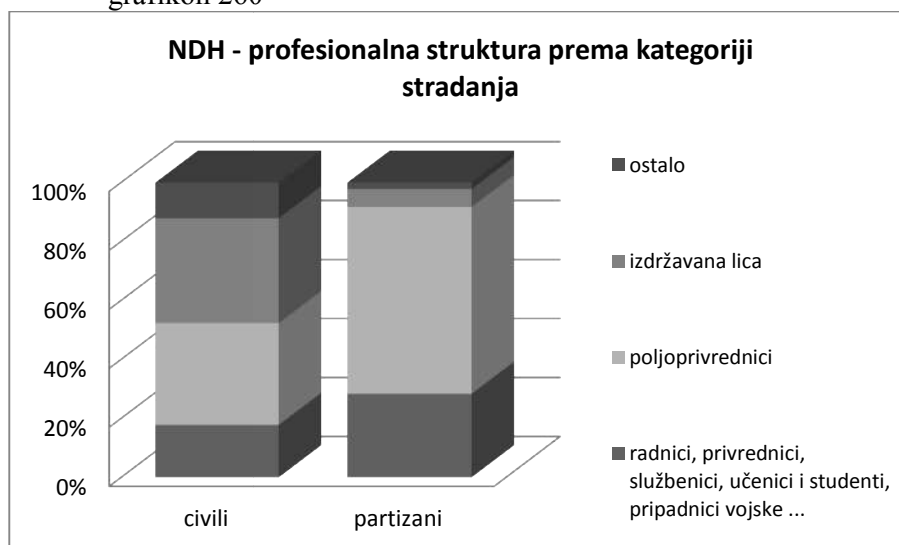 grafikon 260
NDH - profesionalna struktura prema kategoriji
stradanja
100%
80%
60%
40%
20%
0%
civili
partizani
ostalo
izdržavana lica
poljoprivrednici
radnici, privrednici,
službenici, učenici i studenti,
pripadnici vojske ...